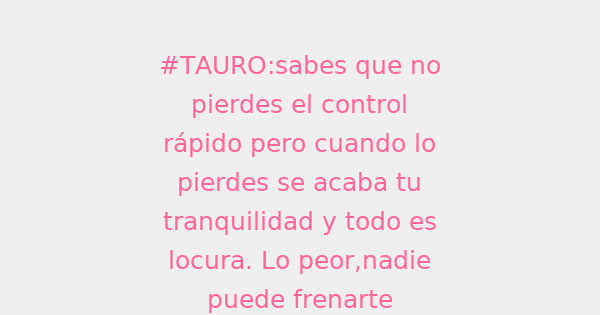 #TAURO:sabes que no
pierdes el control
rápido pero cuando lo
pierdes se acaba tu
tranquilidad y todo es
locura. Lo peor,nadie
puede frenarte